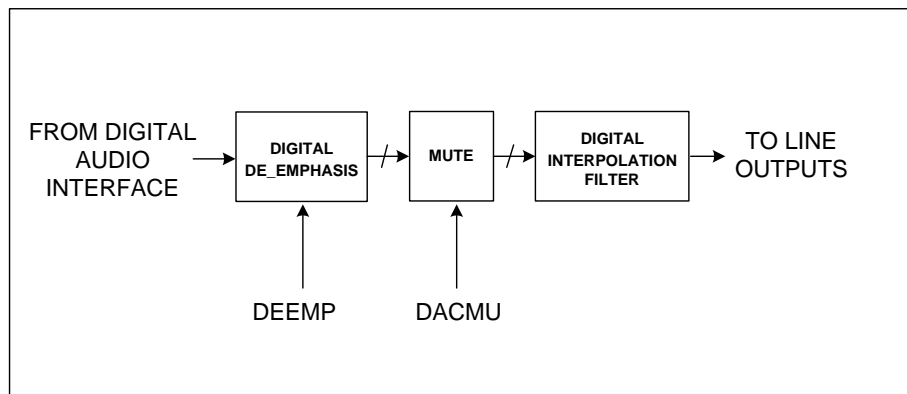 FROM DIGITAL
AUDIO
INTERFACE
DIGITAL
DE_EMPHASIS
MUTE
DIGITAL
INTERPOLATION
FILTER
TO LINE
OUTPUTS
DEEMP
DACMU